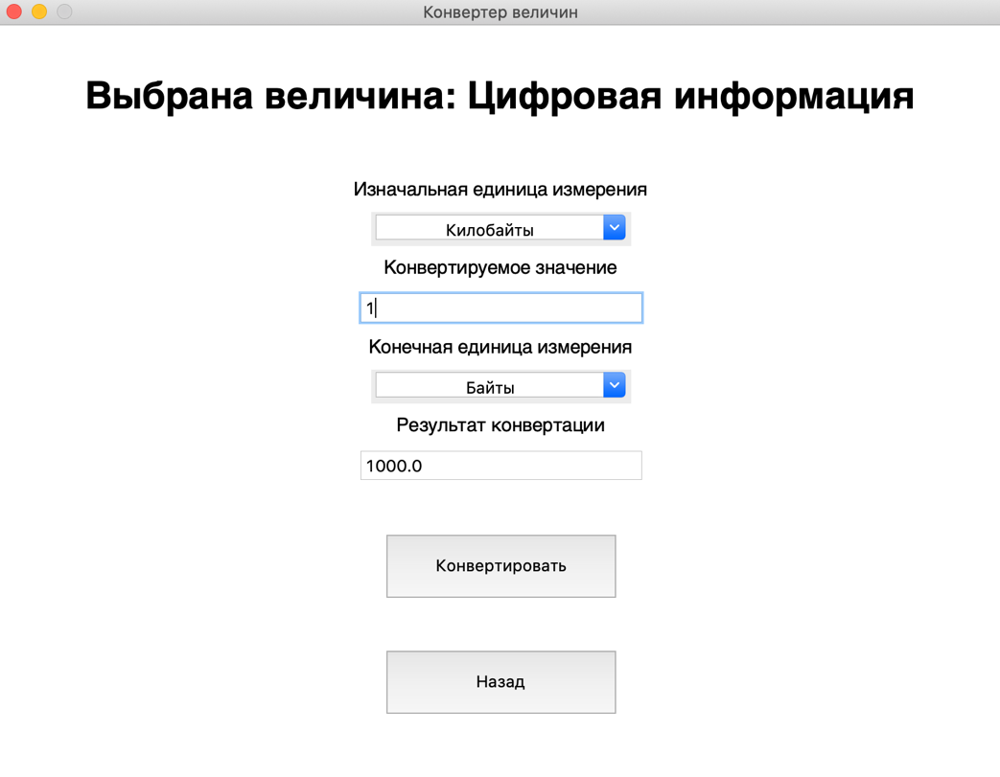 Конвертер величин
Выбрана величина: Цифровая информация
Изначальная единица измерения
Килобайты
Конвертируемое значение
1
Конечная единица измерения
Байты
Результат конвертации
1000.0
Конвертировать
Назад